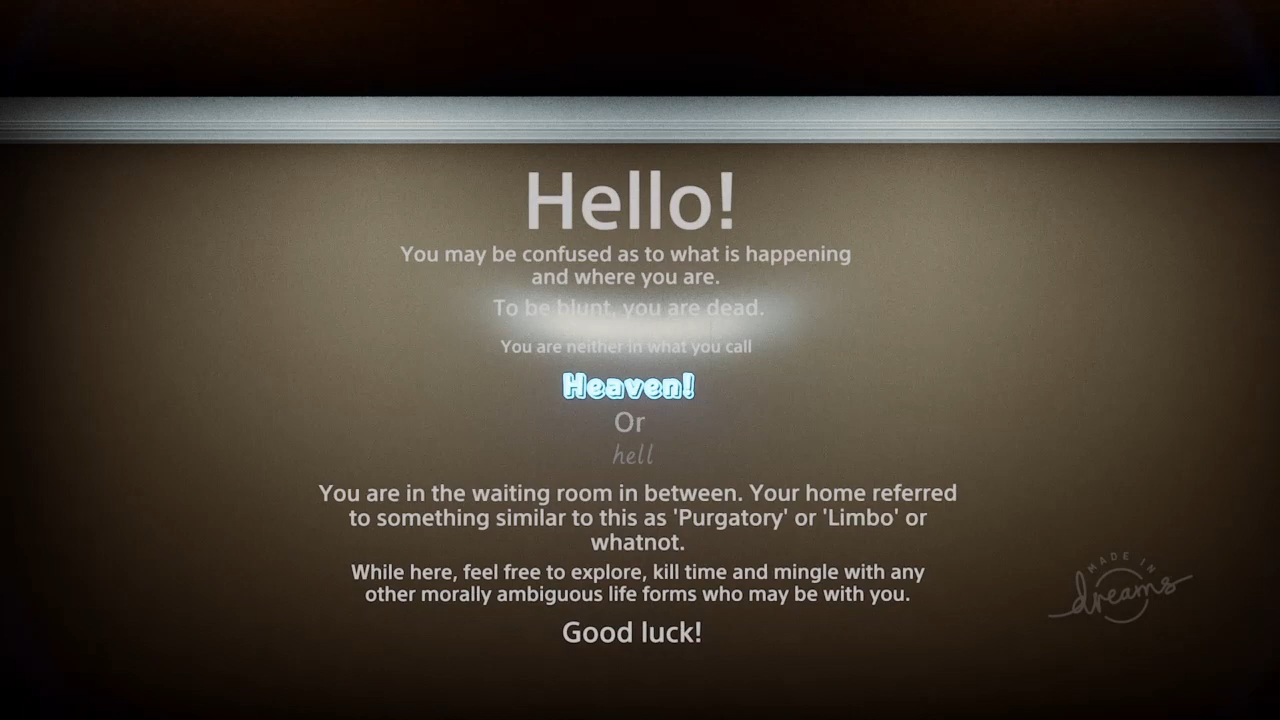 Hello!
You may be confused as to what is happening
and where you are.
To be blunt, you are dead.
You are neither in what you call
Heaven!
Or
hell
You are in the waiting room in between. Your home referred
to something similar to this as 'Purgatory' or 'Limbo' or
whatnot.
While here, feel free to explore, kill time and mingle with any
other morally ambiguous life forms who may be with you.
Good luck!
MADE IN
dreams